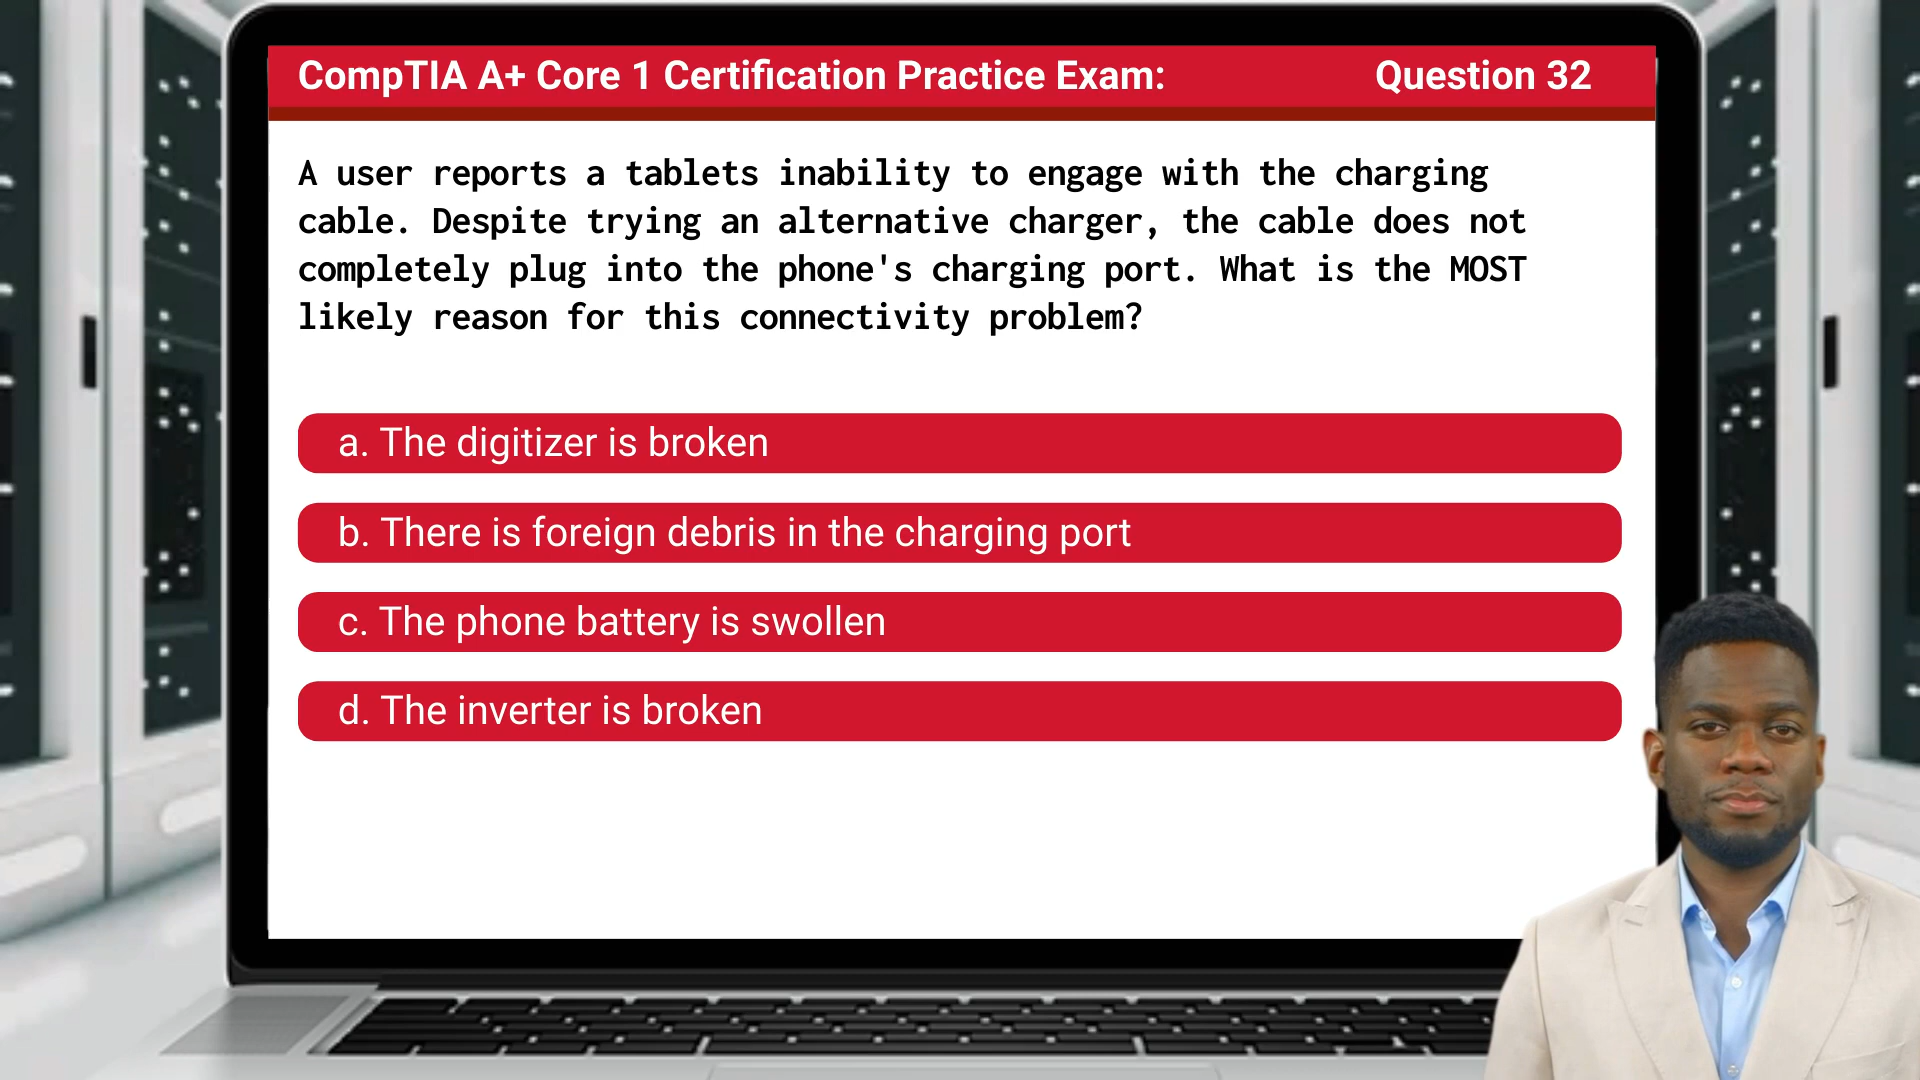 CompTIA A+ Core 1 Certification Practice Exam: Question 32
A user reports a tablets inability to engage with the charging
cable. Despite trying an alternative charger, the cable does not
completely plug into the phone's charging port. What is the MOST
likely reason for this connectivity problem?
a. The digitizer is broken
b. There is foreign debris in the charging port
c. The phone battery is swollen
d. The inverter is broken